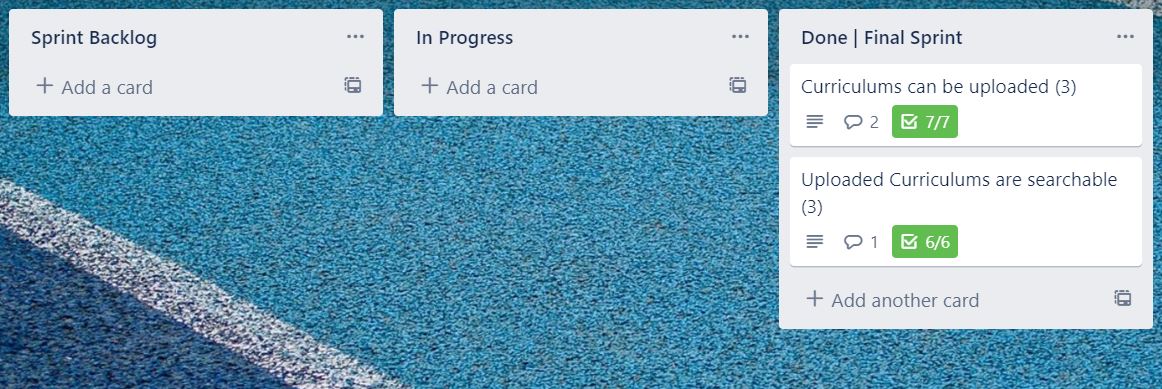 Sprint Backlog
+ Add a card
In Progress
+ Add a card
Done | Final Sprint
Curriculums can be uploaded (3)
2 7/7
Uploaded Curriculums are searchable
(3)
1 6/6
+ Add another card